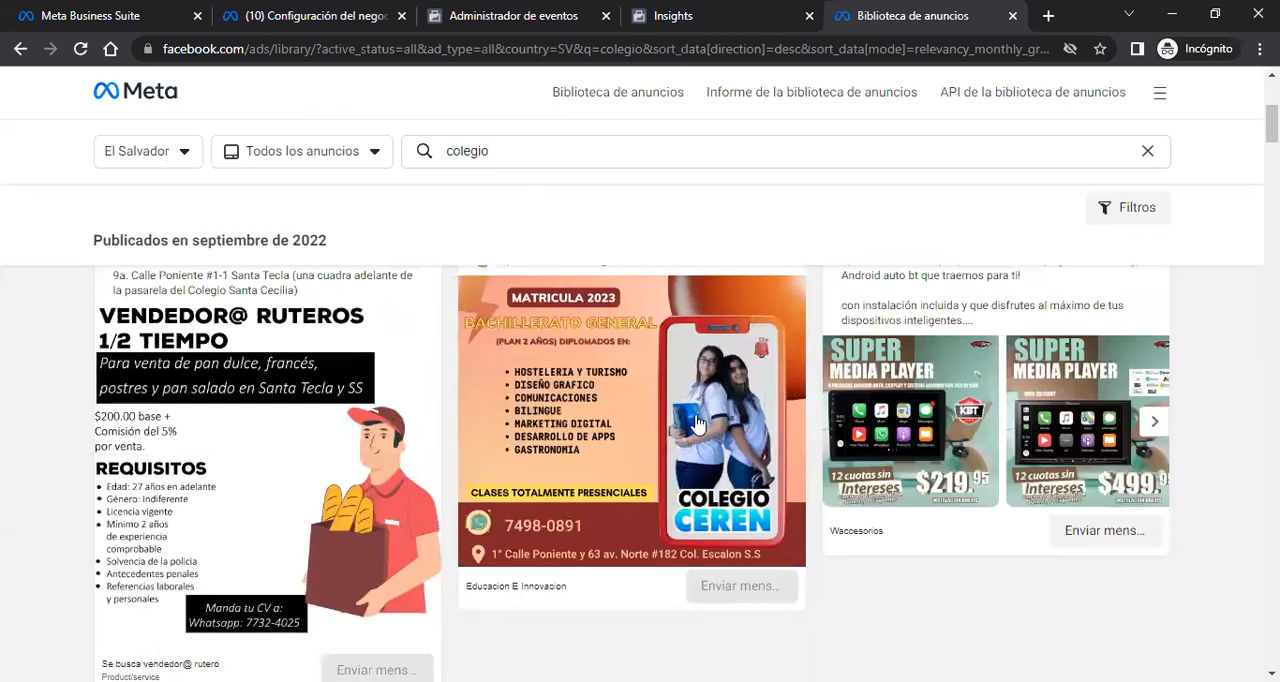 Meta Business Suite
(10) Configuración del negoc
Administrador de eventos
Insights
Biblioteca de anuncios
facebook.com/ads/library/?active_status=all&ad_type=all&country=SV&q=colegio&sort_data[direction]=desc&sort_data[mode]=relevancy_monthly_gr...
Incógnito
Meta
Biblioteca de anuncios
Informe de la biblioteca de anuncios
API de la biblioteca de anuncios
El Salvador
Todos los anuncios
colegio
Filtros
Publicados en septiembre de 2022
9a. Calle Poniente #1-1 Santa Tecla (una cuadra adelante de
la pasarela del Colegio Santa Cecilia)
VENDEDOR@ RUTEROS
1/2 TIEMPO
Para venta de pan dulce, francés,
postres y pan salado en Santa Tecla y SS
$200.00 base +
Comisión del 5%
por venta.
REQUISITOS
Edad: 27 años en adelante
Género: Indiferente
Licencia vigente
Mínimo 2 años
de experiencia
comprobable
Solvencia de la policia
Antecedentes penales
Referencias laborales
y personales
Manda tu CV a:
Whatsapp: 7732-4025
Se busca vendedor@ rutero
Product/service
Enviar mens...
MATRICULA 2023
BACHILLERATO GENERAL
(PLAN 2 AÑOS) DIPLOMADOS EN:
HOSTELERIA Y TURISMO
DISEÑO GRAFICO
COMUNICACIONES
BILINGUE
MARKETING DIGITAL
DESARROLLO DE APPS
GASTRONOMIA
CLASES TOTALMENTE PRESENCIALES
COLEGIO
CEREN
7498-0891
1° Calle Poniente y 63 av. Norte #182 Col. Escalon S.S
Educacion E Innovacion
Enviar mens...
Android auto bt que traemos para ti!
con instalación incluida y que disfrutes al máximo de tus
dispositivos inteligentes....
SUPER
MEDIA PLAYER
KBT
12 cuotas sin
Intereses
$219.95
SUPER
MEDIA PLAYER
12 cuotas sin
Intereses
$499.9
Waccesorios
Enviar mens...